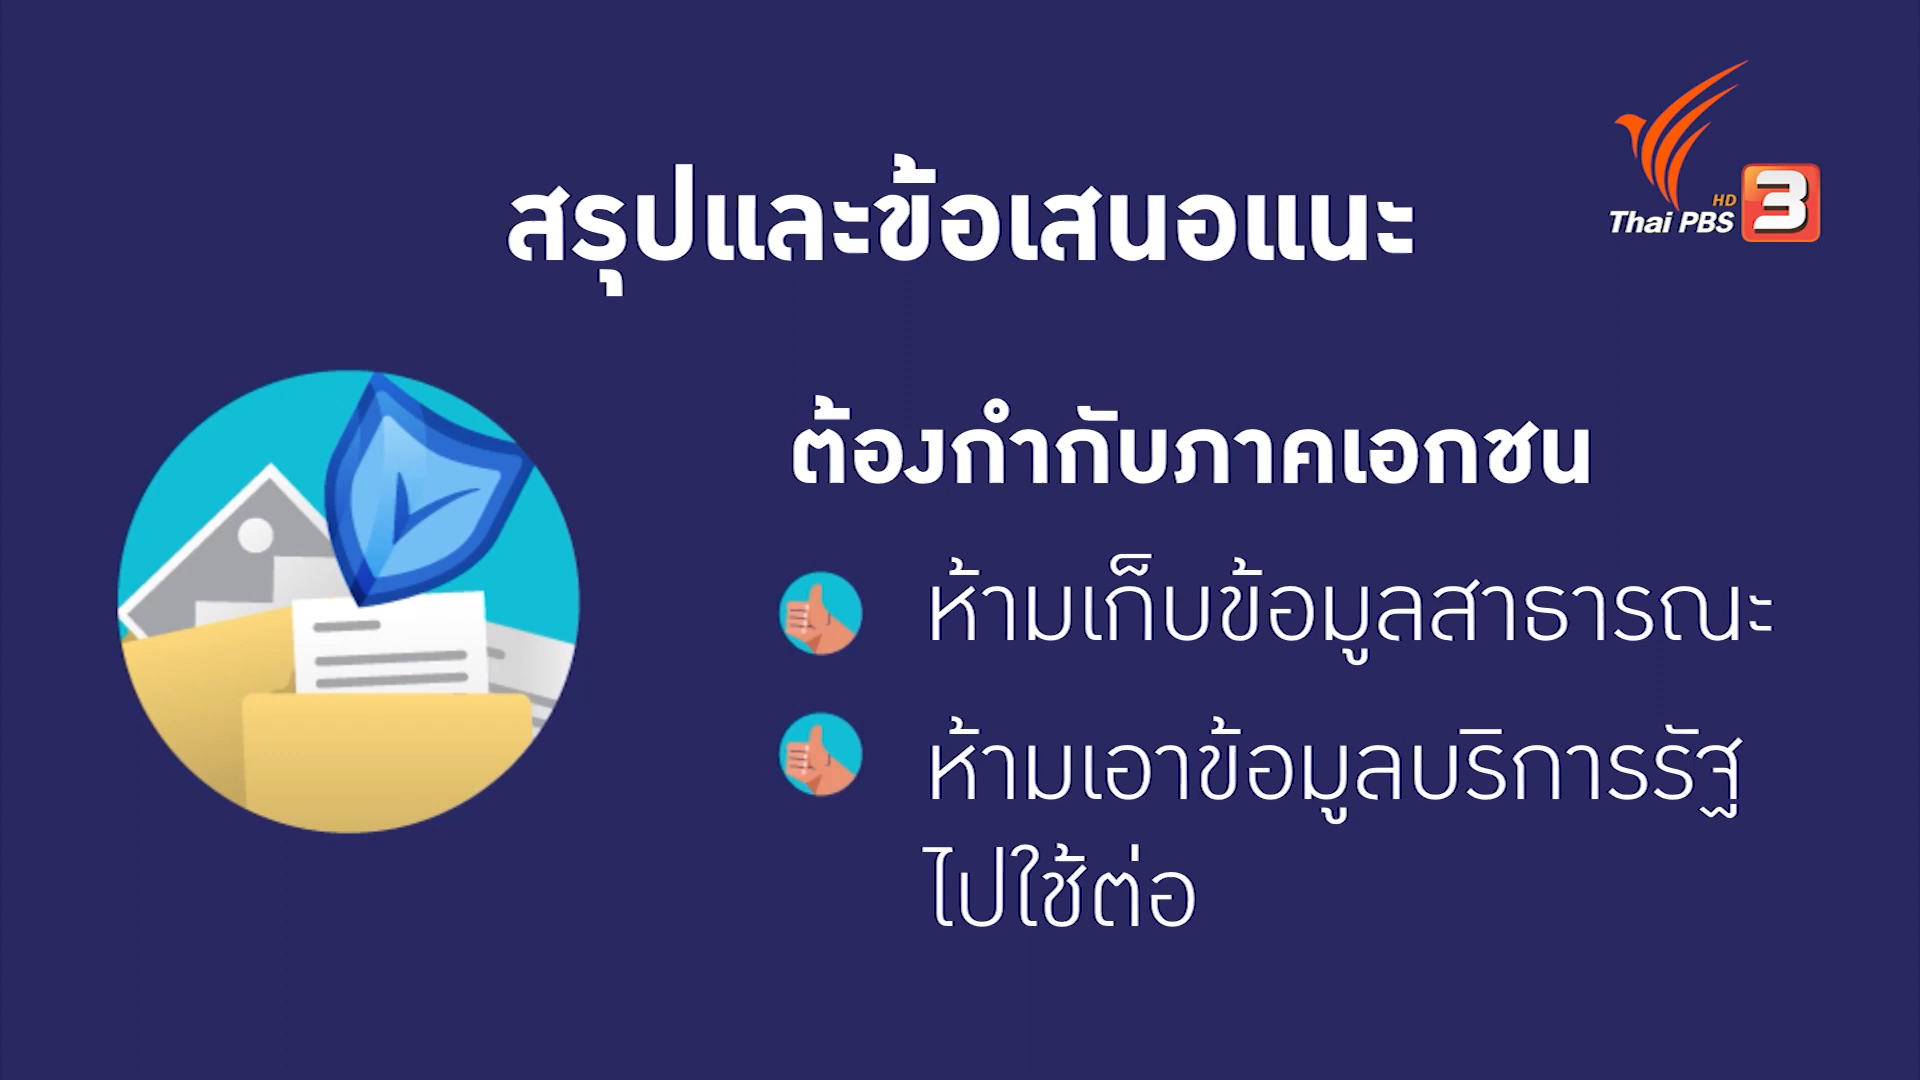 สรุปและข้อเสนอแนะ
HD
Thai PBS 3
ต้องกำกับภาคเอกชน
ห้ามเก็บข้อมูลสาธารณะ
ห้ามเอาข้อมูลบริการรัฐ
ไปใช้ต่อ